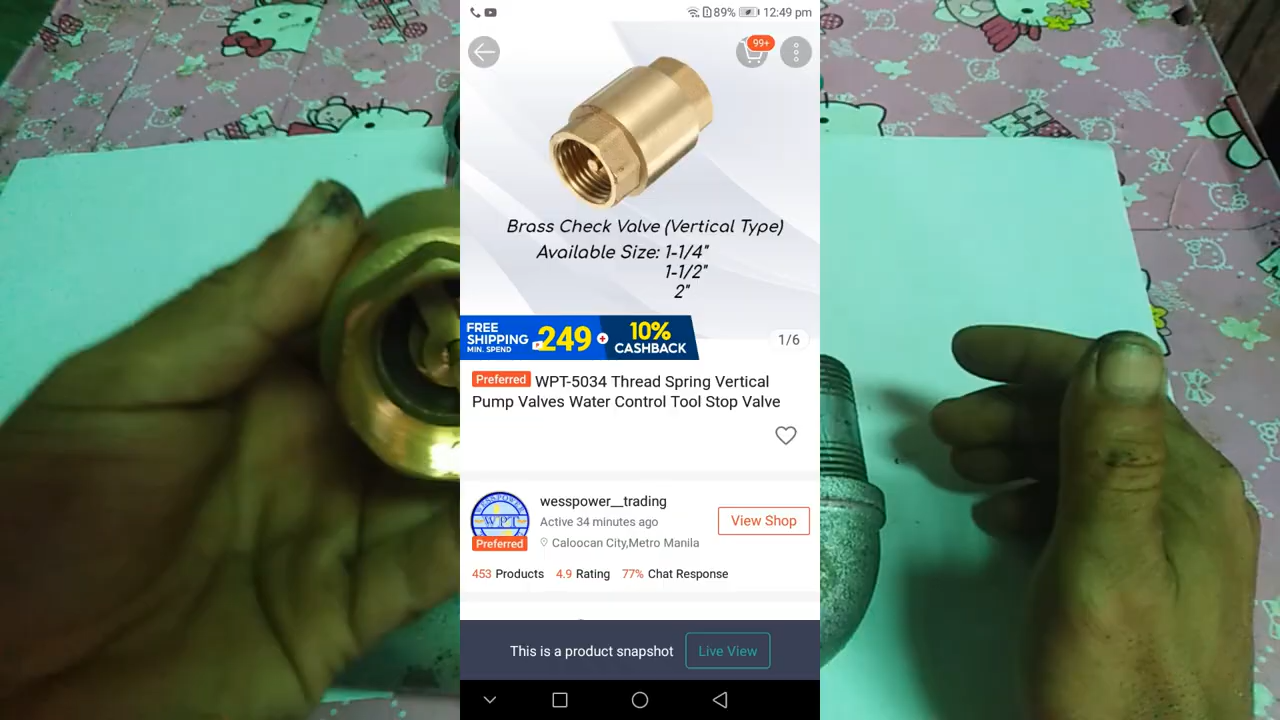 89% 12:49 pm
99+
Brass Check Valve (Vertical Type)
Available Size: 1-1/4"
1-1/2"
2"
FREE
SHIPPING
MIN. SPEND
249
10%
CASHBACK
1/6
Preferred WPT-5034 Thread Spring Vertical
Pump Valves Water Control Tool Stop Valve
WPT
Preferred
wesspower__trading
Active 34 minutes ago
Caloocan City,Metro Manila
View Shop
453 Products 4.9 Rating 77% Chat Response
This is a product snapshot Live View